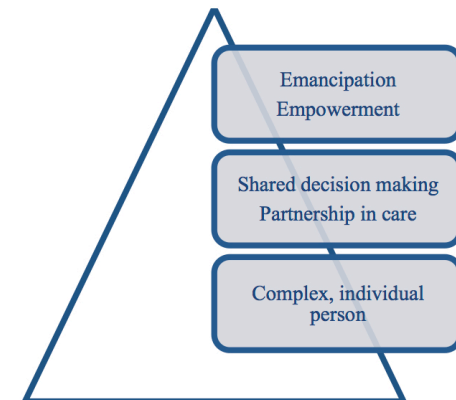 Emancipation
Empowerment
Shared decision making
Partnership in care
Complex, individual
person